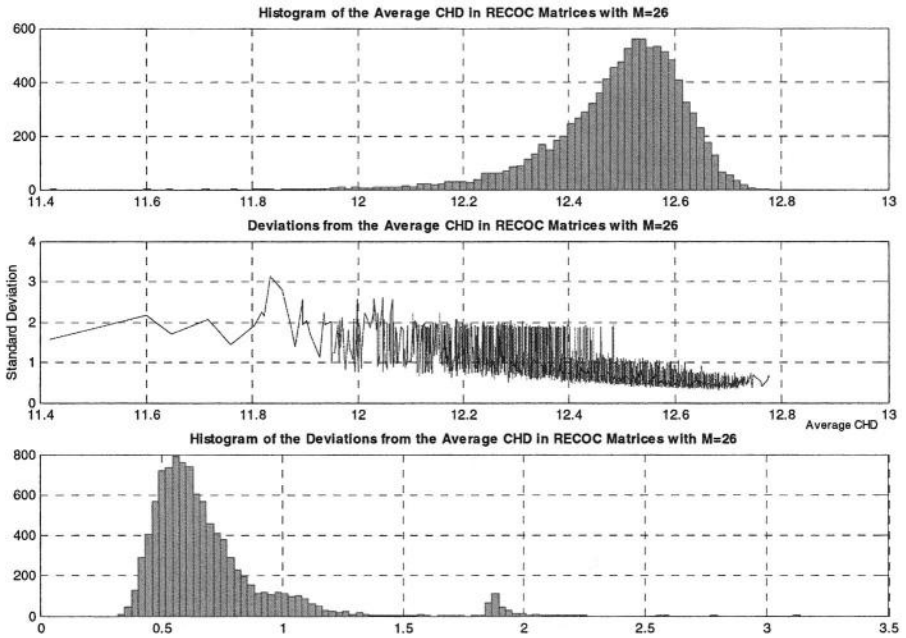 Histogram of the Average CHD in RECOC Matrices with M=26
600
400
200
0
11.4 11.6 11.8 12 12.2 12.4 12.6 12.8 13
Deviations from the Average CHD in RECOC Matrices with M=26
Standard Deviation
4
3
2
1
0
11.4 11.6 11.8 12 12.2 12.4 12.6 12.8 13
Average CHD
Histogram of the Deviations from the Average CHD in RECOC Matrices with M=26
800
600
400
200
0
0 0.5 1 1.5 2 2.5 3 3.5